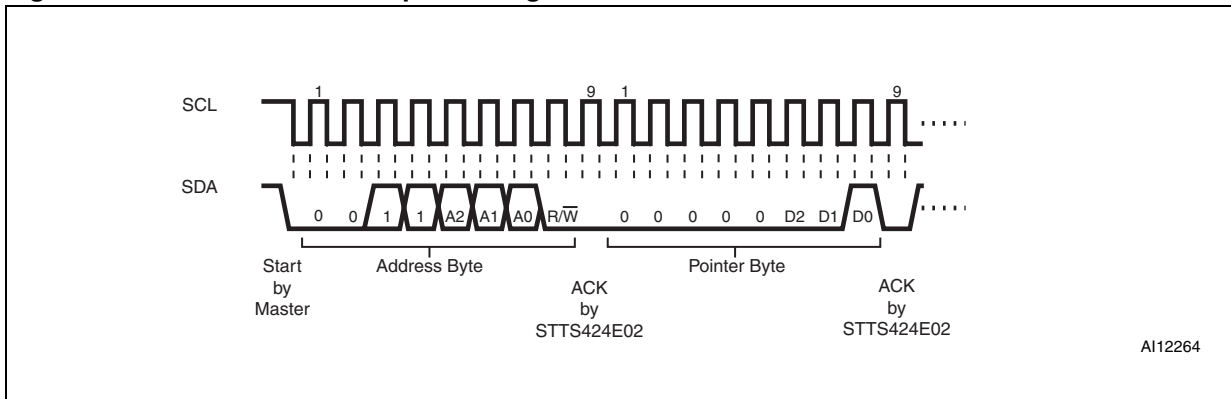 SCL
1
9
1
9
SDA
0 0 1 1 A2 A1 A0 R/W 0 0 0 0 0 D2 D1 D0
Start
by
Master
Address Byte
ACK
by
STTS424E02
Pointer Byte
ACK
by
STTS424E02
AI12264